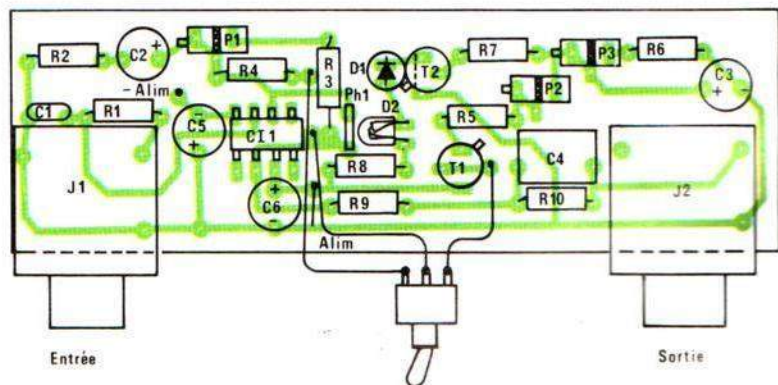 R2
C2
P1
R4
R3
D1
T2
R7
P3
R6
P2
C3
- Alim
Ph1
D2
C1
R1
C5
CI1
R5
J1
R8
T1
C4
J2
C6
R9
R10
Alim
Entrée
Sortie